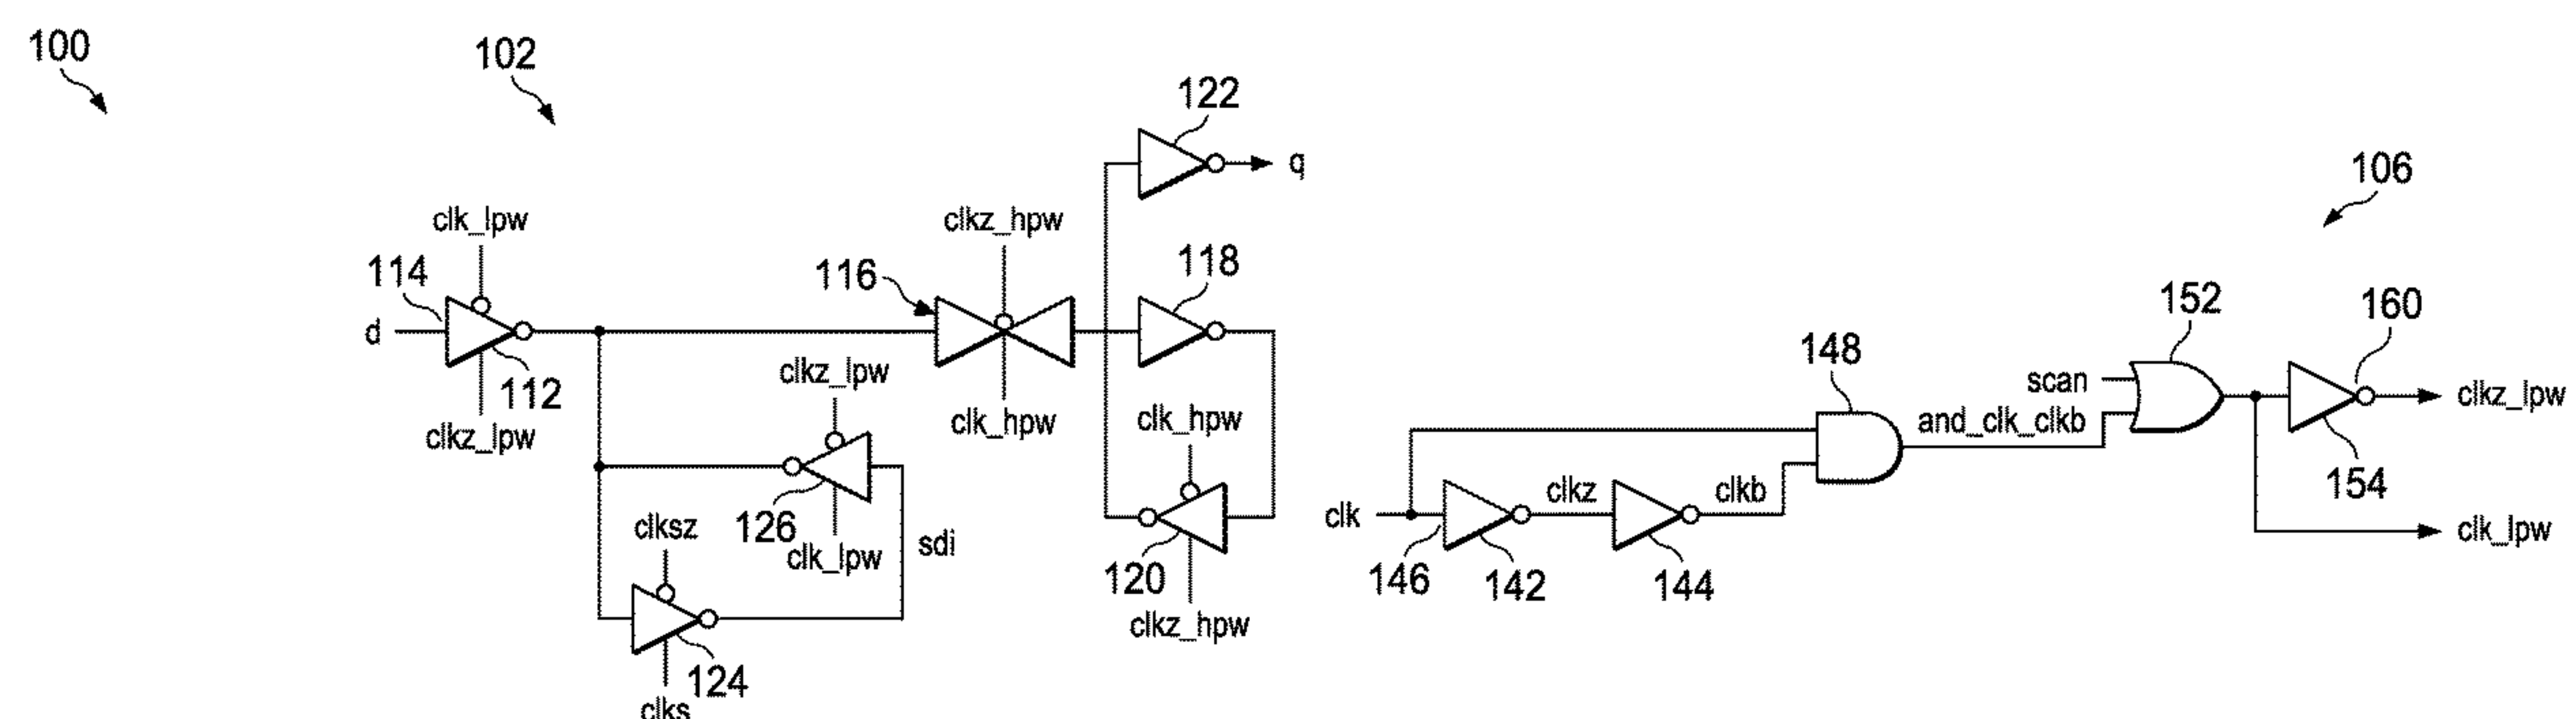 100
102
122
q
106
clk_lpw
clkz_hpw
114
116
118
152
160
d
112
clkz_lpw
clkz_lpw
clk_hpw
clk_hpw
148
scan
and_clk_clkb
clkz_lpw
154
clk_lpw
clksz
126
clk_lpw
sdi
120
clkz_hpw
clk
146
142
clkz
144
clkb
124
clks